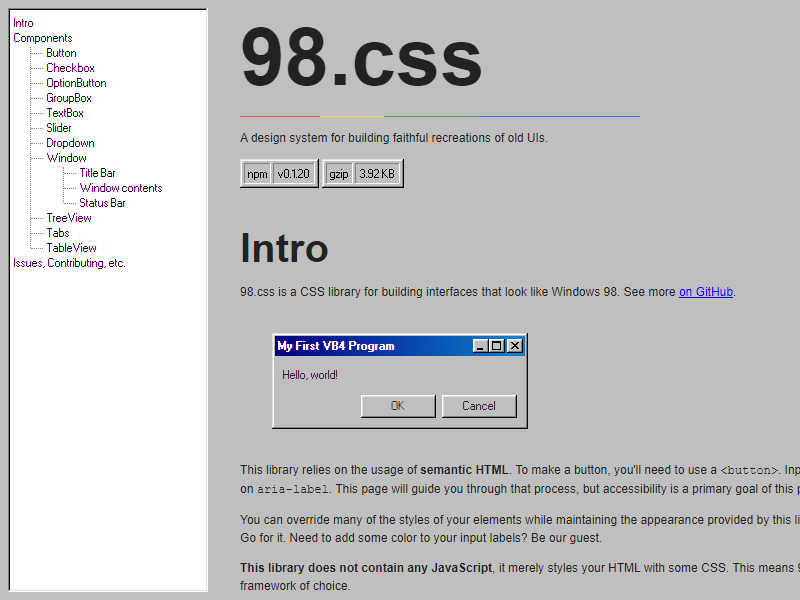 Intro
Components
Button
Checkbox
OptionButton
GroupBox
TextBox
Slider
Dropdown
Window
Title Bar
Window contents
Status Bar
TreeView
Tabs
TableView
Issues, Contributing, etc.
98.css
A design system for building faithful recreations of old UIs.
npm v0.1.20 gzip 3.92 KB
Intro
98.css is a CSS library for building interfaces that look like Windows 98. See more on GitHub.
My First VB4 Program
Hello, world!
OK Cancel
This library relies on the usage of semantic HTML. To make a button, you'll need to use a <button>.
on aria-label. This page will guide you through that process, but accessibility is a primary goal of this
You can override many of the styles of your elements while maintaining the appearance provided by this
Go for it. Need to add some color to your input labels? Be our guest.
This library does not contain any JavaScript, it merely styles your HTML with some CSS. This means
framework of choice.